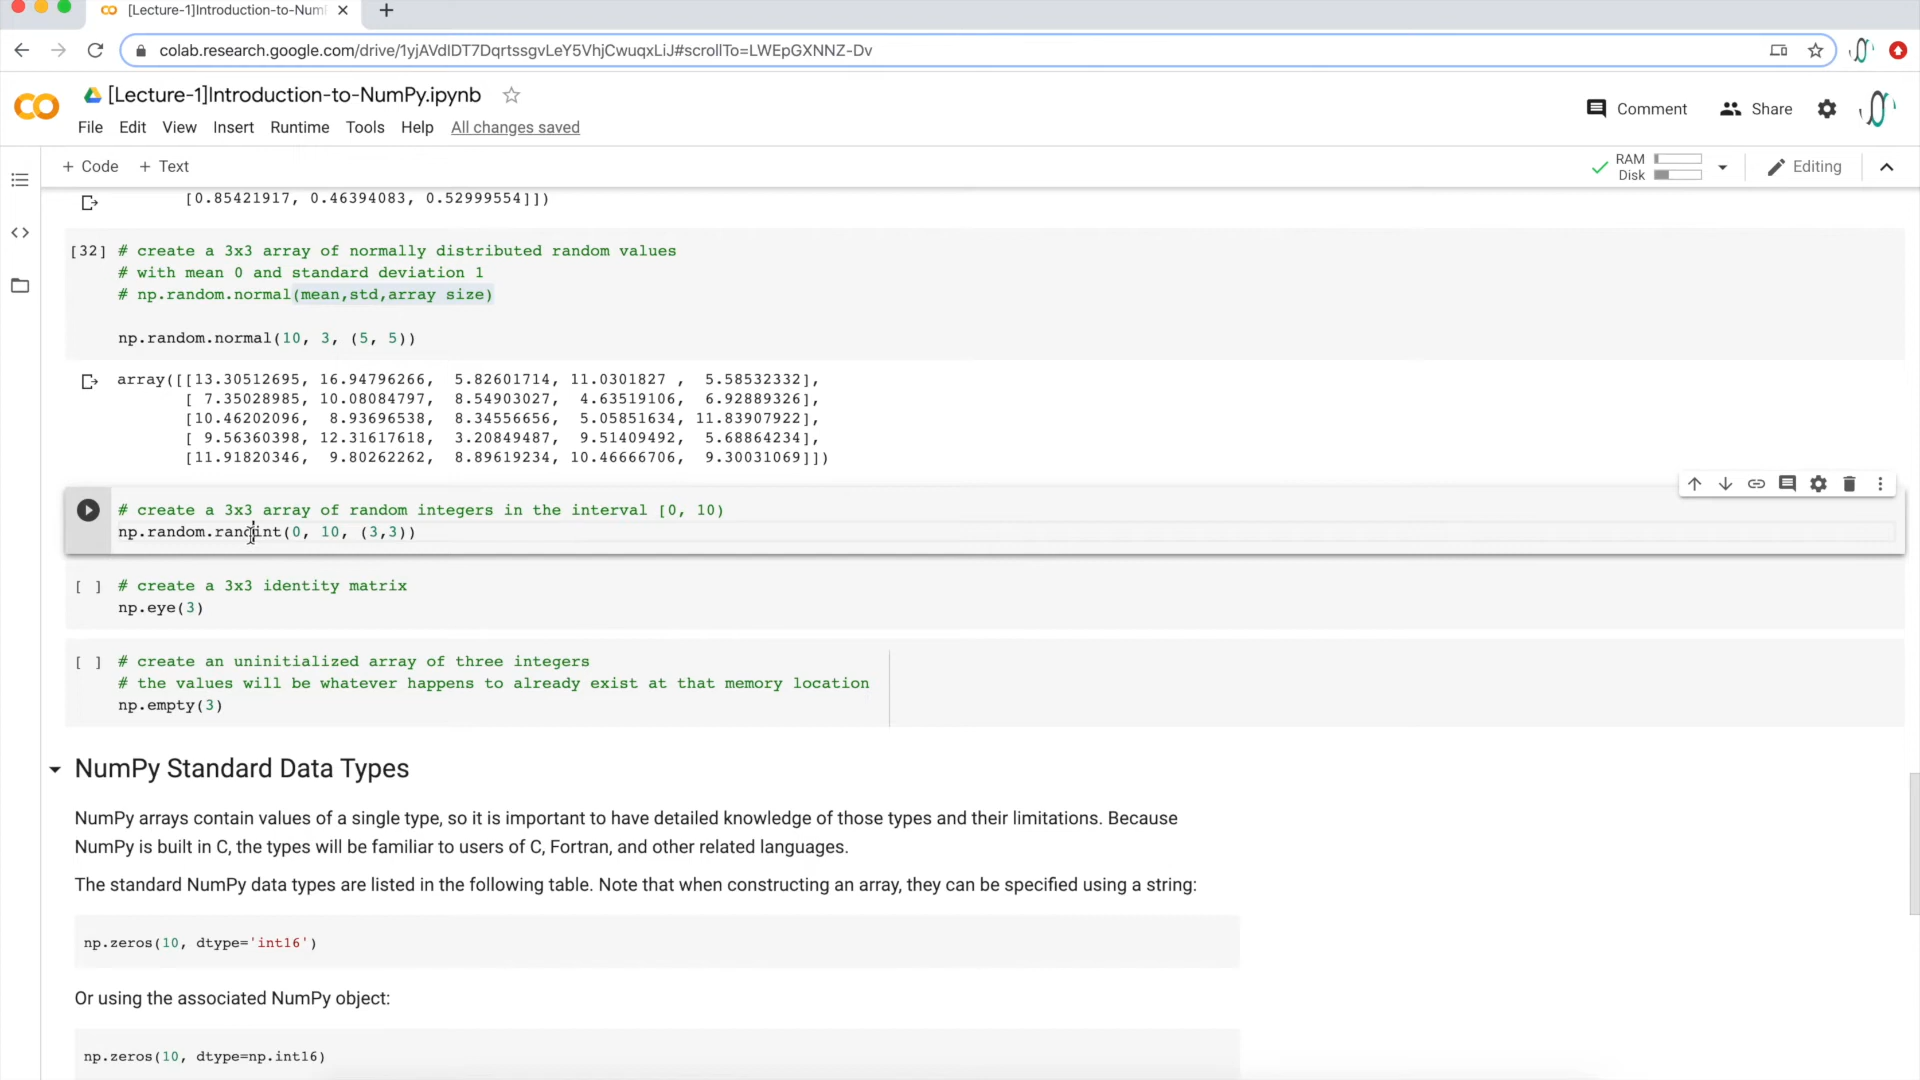 [Lecture-1]Introduction-to-Num
colab.research.google.com/drive/1yjAVdlDT7DqrtssgvLeY5VhjCwuqxLiJ#scrollTo=LWEpGXNNZ-Dv
[Lecture-1]Introduction-to-NumPy.ipynb
Comment Share
File Edit View Insert Runtime Tools Help All changes saved
+ Code + Text
RAM
Disk
Editing
[0.85421917, 0.46394083, 0.52999554]])
[32] # create a 3x3 array of normally distributed random values
# with mean 0 and standard deviation 1
# np.random.normal(mean,std,array size)
np.random.normal(10, 3, (5, 5))
array([[13.30512695, 16.94796266,  5.82601714, 11.0301827 ,  5.58532332],
[ 7.35028985, 10.08084797,  8.54903027,  4.63519106,  6.92889326],
[10.46202096,  8.93696538,  8.34556656,  5.05851634, 11.83907922],
[ 9.56360398, 12.31617618,  3.20849487,  9.51409492,  5.68864234],
[11.91820346,  9.80262262,  8.89619234, 10.46666706,  9.30031069]])
# create a 3x3 array of random integers in the interval [0, 10)
np.random.randint(0, 10, (3,3))
[ ] # create a 3x3 identity matrix
np.eye(3)
[ ] # create an uninitialized array of three integers
# the values will be whatever happens to already exist at that memory location
np.empty(3)
NumPy Standard Data Types
NumPy arrays contain values of a single type, so it is important to have detailed knowledge of those types and their limitations. Because
NumPy is built in C, the types will be familiar to users of C, Fortran, and other related languages.
The standard NumPy data types are listed in the following table. Note that when constructing an array, they can be specified using a string:
np.zeros(10, dtype='int16')
Or using the associated NumPy object:
np.zeros(10, dtype=np.int16)